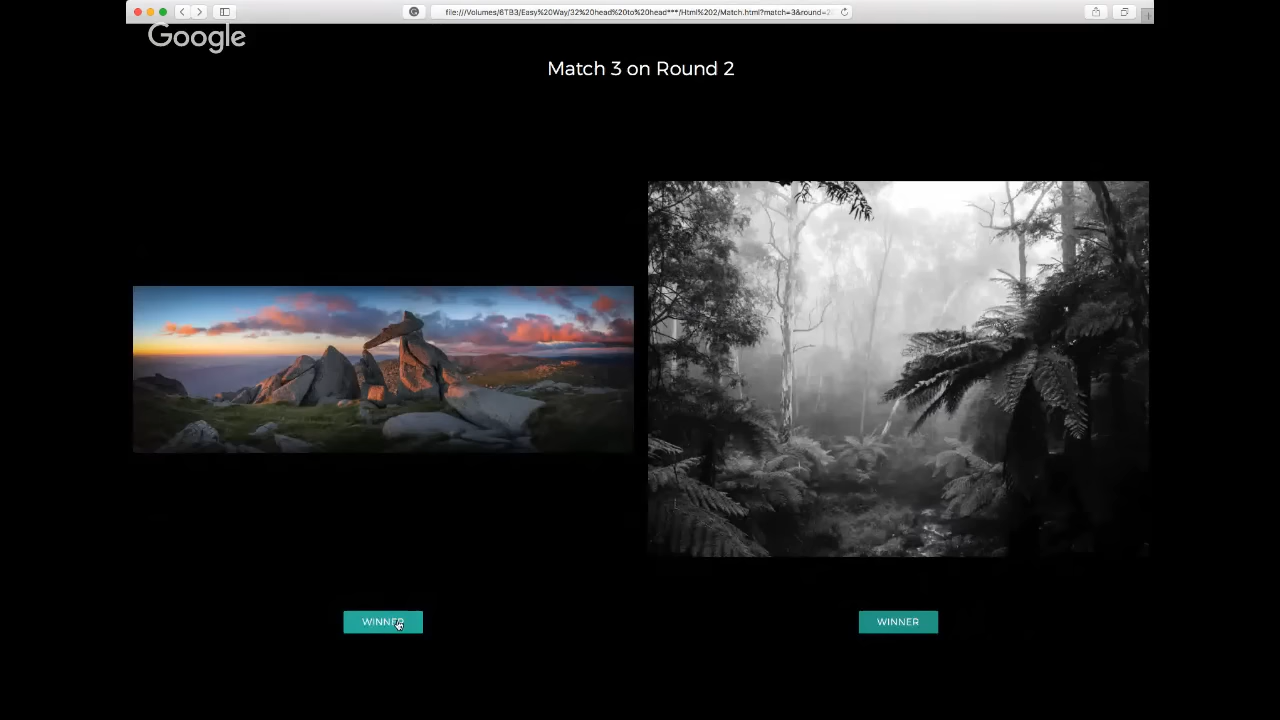 file:///Volumes/6TB3/Easy%20Way/32%20head%20to%20head***/Html%202/Match.html?match=3&round=2
Google
Match 3 on Round 2
WINNER
WINNER